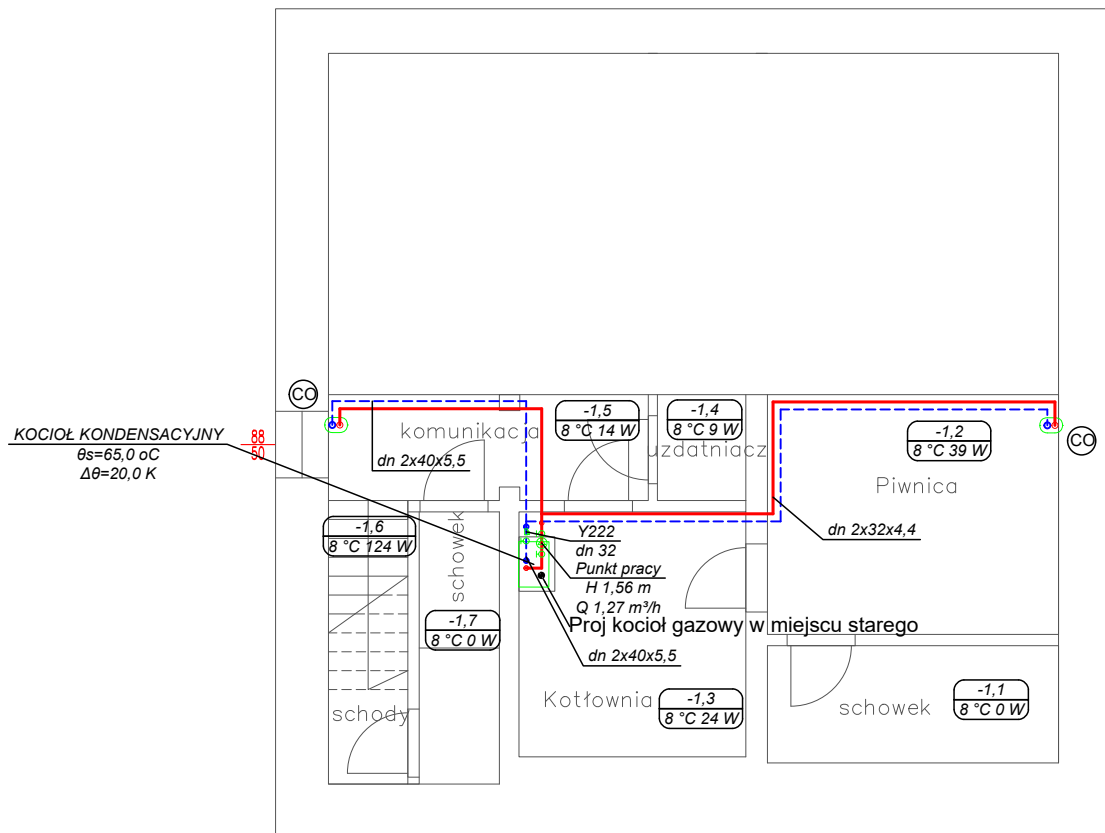 CO
-1,5
8 °C 14 W
-1,4
8 °C 9 W
-1,2
8 °C 39 W
CO
komunikacja
uzdatniacz
KOCIOŁ KONDENSACYJNY
θs=65,0 oC
Δθ=20,0 K
88
50
dn 2x40x5,5
Piwnica
-1,6
8 °C 124 W
schowek
Y222
dn 32
Punkt pracy
H 1,56 m
Q 1,27 m³/h
dn 2x32x4,4
Proj kocioł gazowy w miejscu starego
-1,7
8 °C 0 W
dn 2x40x5,5
Kotłownia
-1,3
8 °C 24 W
schowek
-1,1
8 °C 0 W
schody